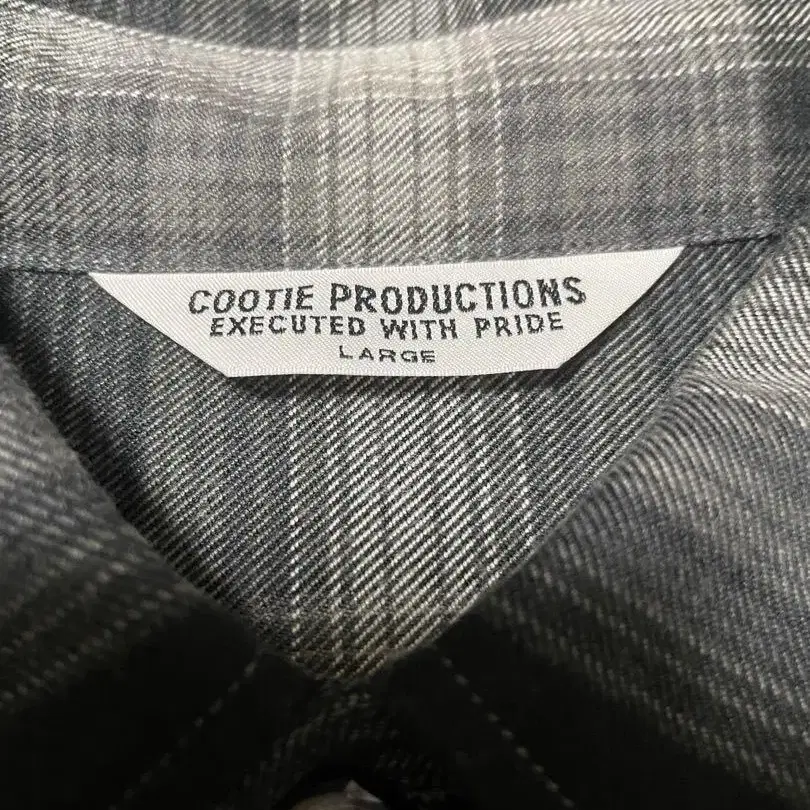 COOTIE PRODUCTIONS
EXECUTED WITH PRIDE
LARGE